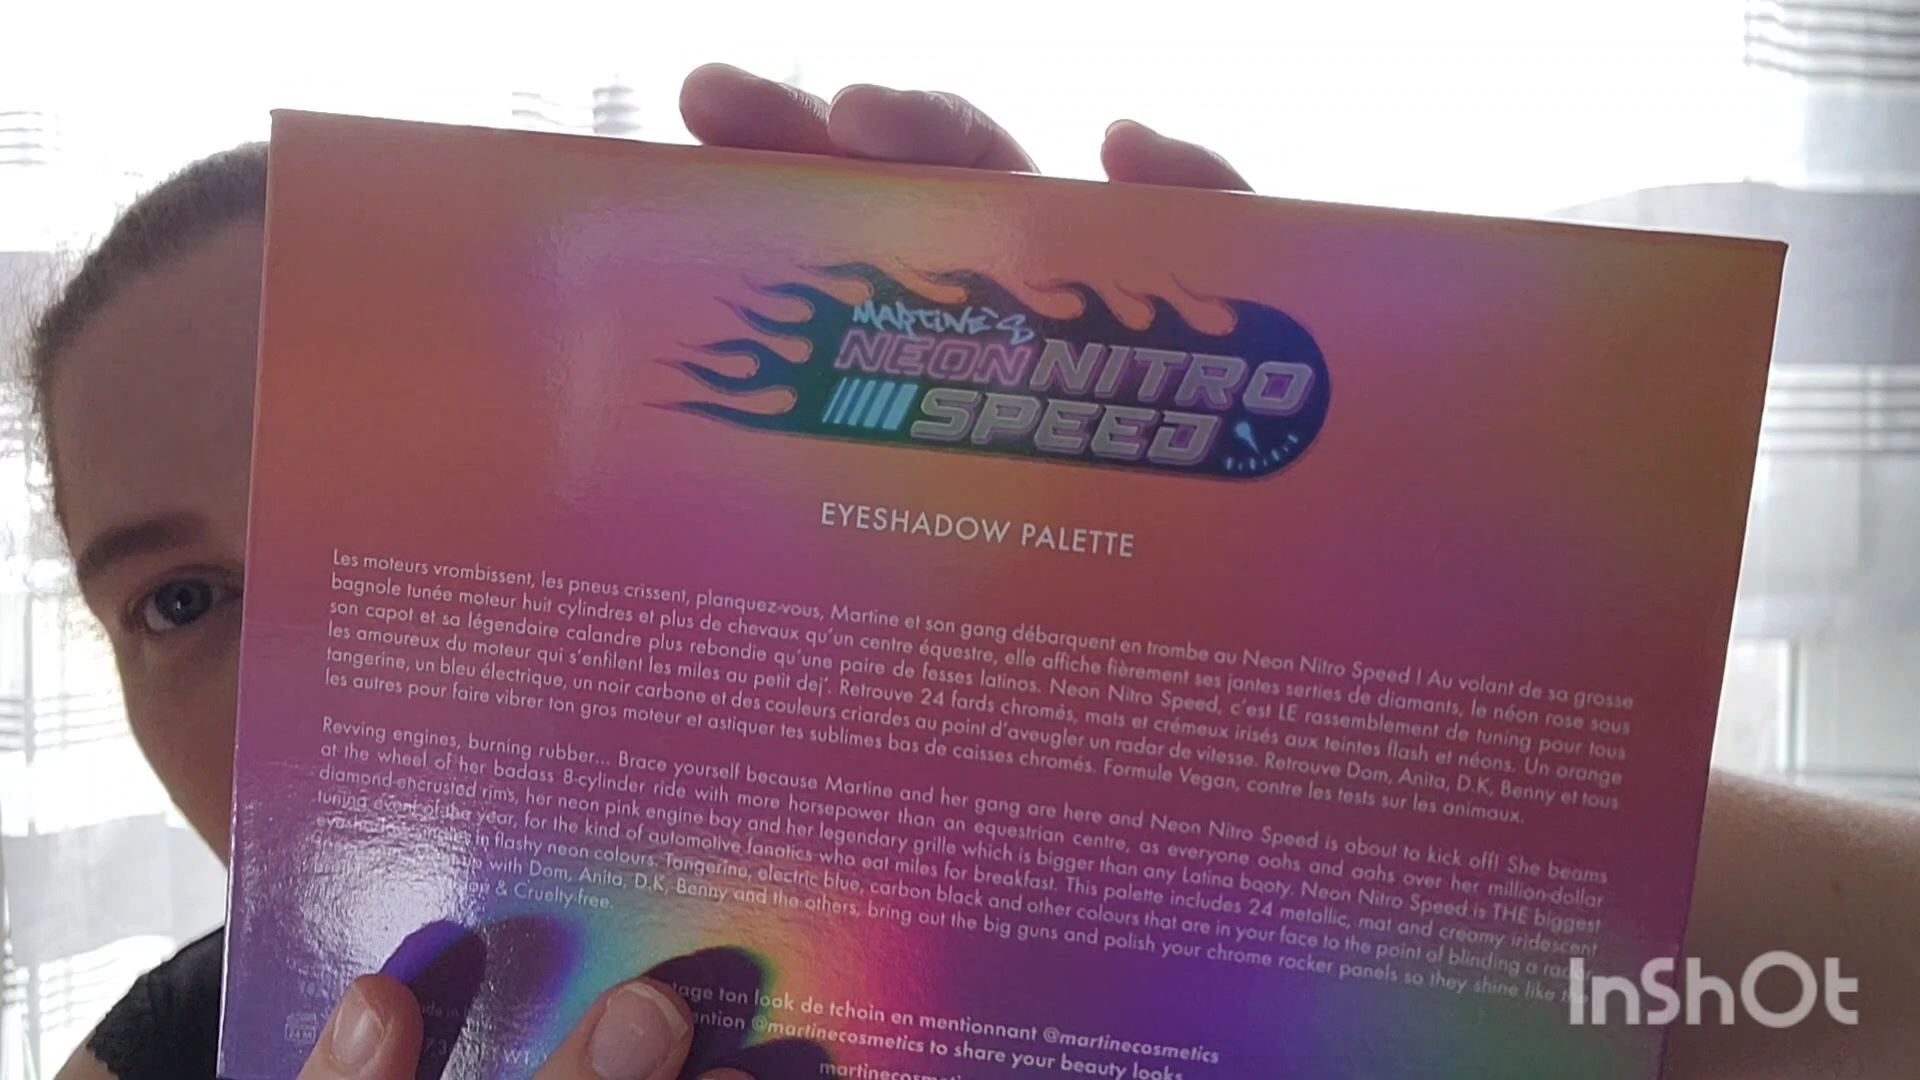 MARTINE'S
NEON NITRO
SPEED
EYESHADOW PALETTE
Les moteurs vrombissent, les pneus crissent, planquez-vous, Martine et son gang débarquent en trombe au Neon Nitro Speed ! Au volant de sa grosse
bagnole tunée moteur huit cylindres et plus de chevaux qu'un centre équestre, elle affiche fièrement ses jantes serties de diamants, le néon rose sous
son capot et sa légendaire calandre plus rebondie qu'une paire de fesses latinos. Neon Nitro Speed, c'est LE rassemblement de tuning pour tous
les amoureux du moteur qui s'enfilent les miles au petit dej'. Retrouve 24 fards chromés, mats et crémeux irisés aux teintes flash et néons. Un orange
tangerine, un bleu électrique, un noir carbone et des couleurs criardes au point d'aveugler un radar de vitesse. Retrouve Dom, Anita, D.K, Benny et tous
les autres pour faire vibrer ton gros moteur et astiquer tes sublimes bas de caisses chromés. Formule Vegan, contre les tests sur les animaux.
Revving engines, burning rubber... Brace yourself because Martine and her gang are here and Neon Nitro Speed is about to kick off! She beams
at the wheel of her badass 8-cylinder ride with more horsepower than an equestrian centre, as everyone oohs and aahs over her million-dollar
diamond-encrusted rims, her neon pink engine bay and her legendary grille which is bigger than any Latina booty. Neon Nitro Speed is THE biggest
tuning event of the year, for the kind of automotive fanatics who eat miles for breakfast. This palette includes 24 metallic, mat and creamy iridescent
in flashy neon colours. Tangerine, electric blue, carbon black and other colours that are in your face to the point of blinding a radar
with Dom, Anita, D.K, Benny and the others, bring out the big guns and polish your chrome rocker panels so they shine like the
& Cruelty-free.
tage ton look de tchoin en mentionnant @martinecosmetics
ntion @martinecosmetics to share your beauty looks
martinecosm
24M
WT.
InShOt